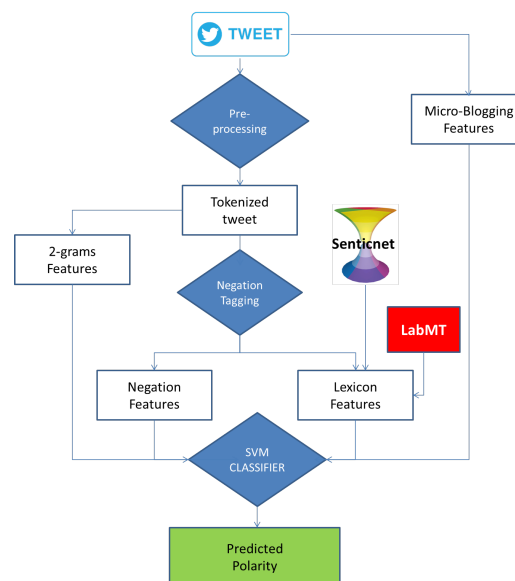 TWEET
Pre-
processing
Micro-Blogging
Features
Tokenized
tweet
Senticnet
2-grams
Features
Negation
Tagging
LabMT
Negation
Features
Lexicon
Features
SVM
CLASSIFIER
Predicted
Polarity